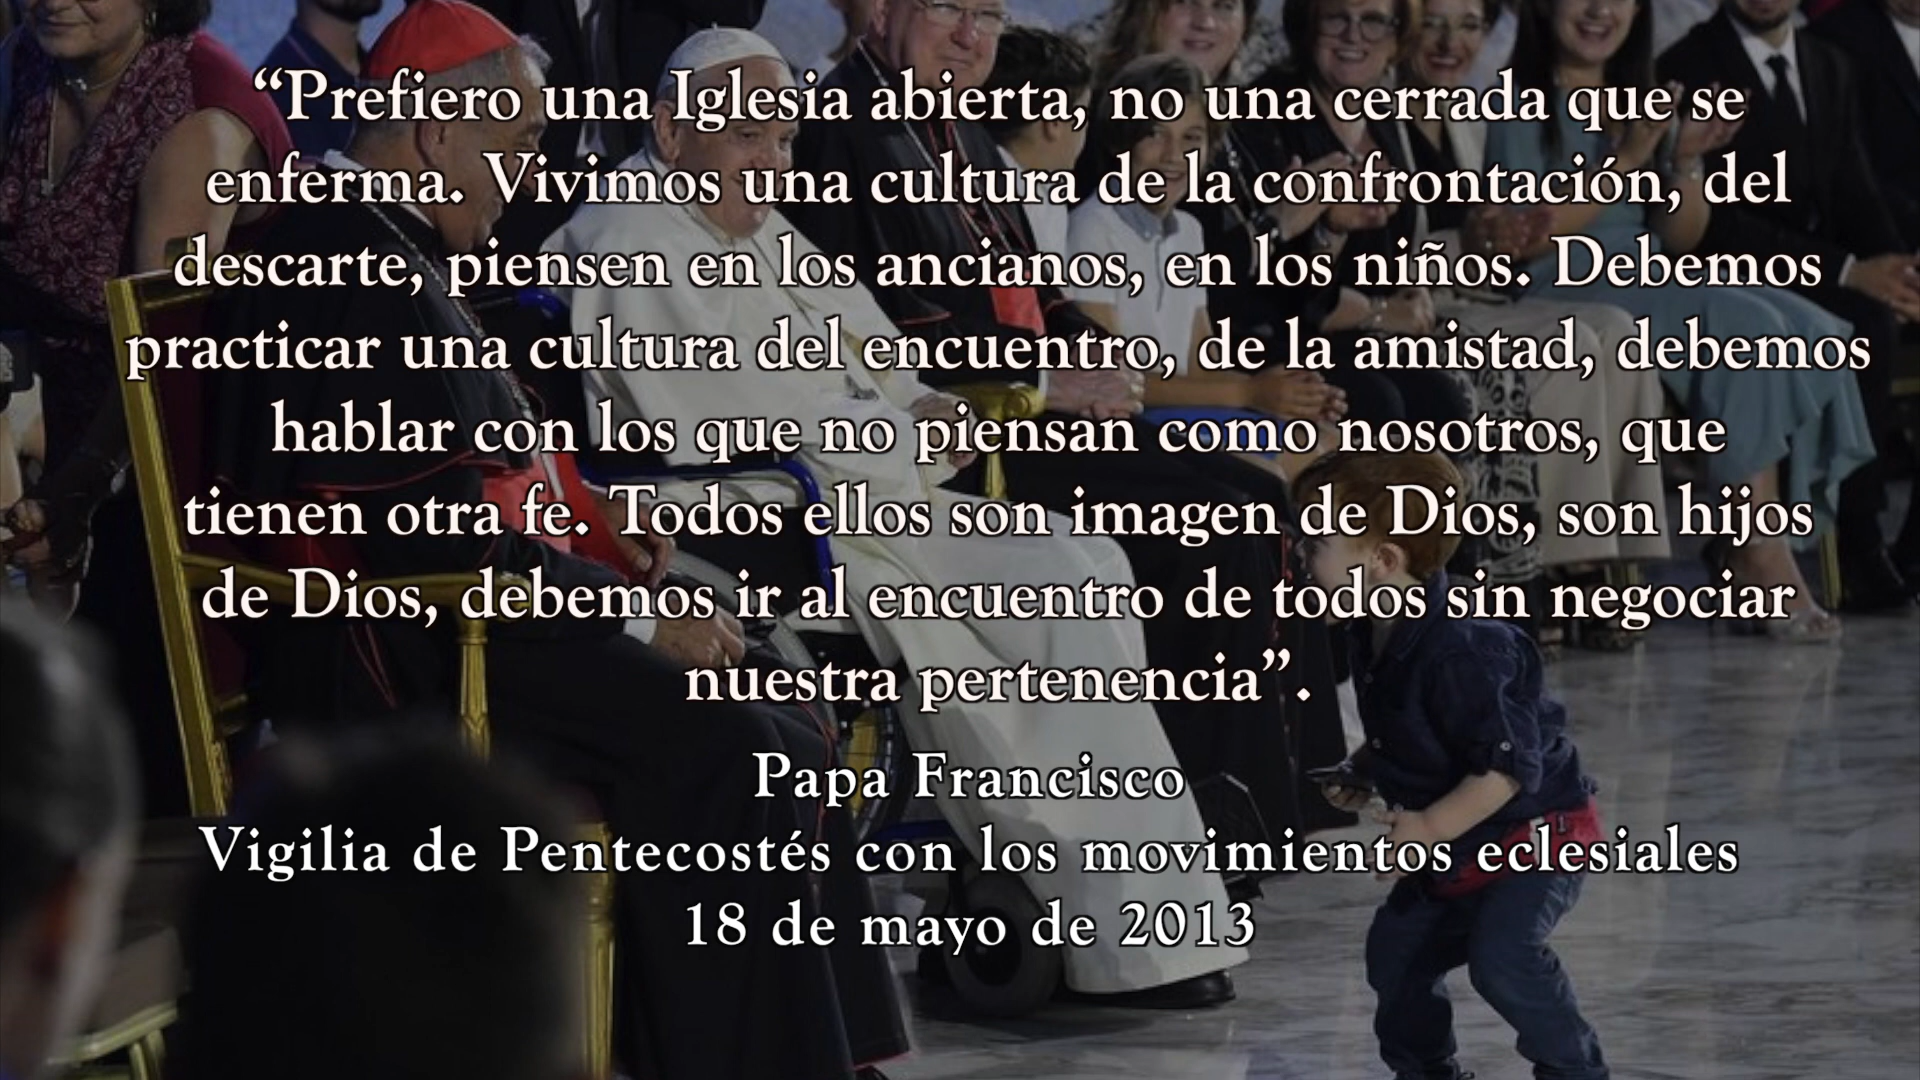 “Prefiero una Iglesia abierta, no una cerrada que se
enferma. Vivimos una cultura de la confrontación, del
descarte, piensen en los ancianos, en los niños. Debemos
practicar una cultura del encuentro, de la amistad, debemos
hablar con los que no piensan como nosotros, que
tienen otra fe. Todos ellos son imagen de Dios, son hijos
de Dios, debemos ir al encuentro de todos sin negociar
nuestra pertenencia”.
Papa Francisco
Vigilia de Pentecostés con los movimientos eclesiales
18 de mayo de 2013